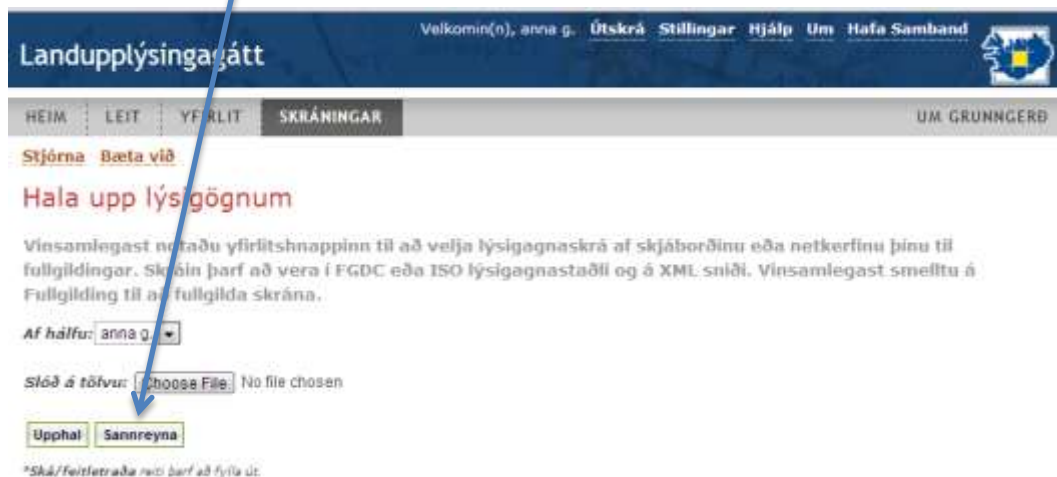 Velkomin(n), anna g. Útskrá Stillingar Hjálp Um Hafa Samband
Landupplýsingagátt
HEIM LEIT YFIRLIT SKRÁNINGAR UM GRUNNGERÐ
Stjórna Bæta við
Hala upp lýsigögnum
Vinsamlegast notaðu yfirlitshnappinn til að velja lýsigagnaskrá af skjáborðinu eða netkerfinu þínu til
fullgildingar. Skráin þarf að vera í FGDC eða ISO lýsigagnastaðli og á XML sniði. Vinsamlegast smelltu á
Fullgilding til að fullgilda skrána.
Af hálfu: anna g.
Slóð á tölvu: Choose File No file chosen
Upphal Sannreyna
*Ská/feitletraða reiti þarf að fylla út.